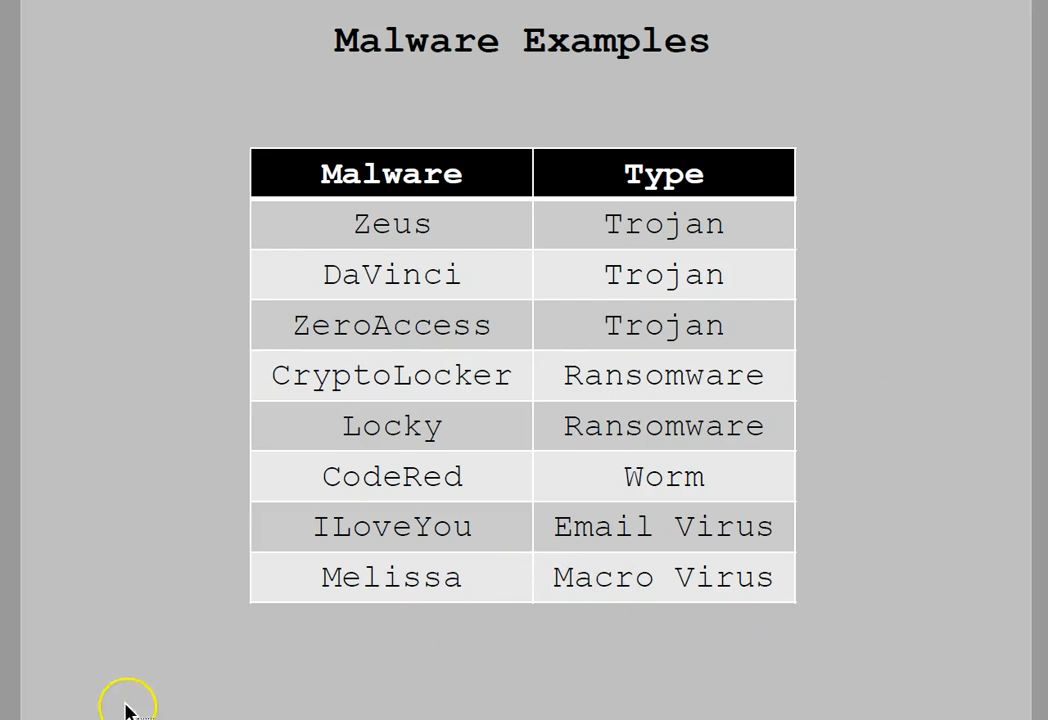 Malware Examples
Malware Type
Zeus Trojan
DaVinci Trojan
ZeroAccess Trojan
CryptoLocker Ransomware
Locky Ransomware
CodeRed Worm
ILoveYou Email Virus
Melissa Macro Virus